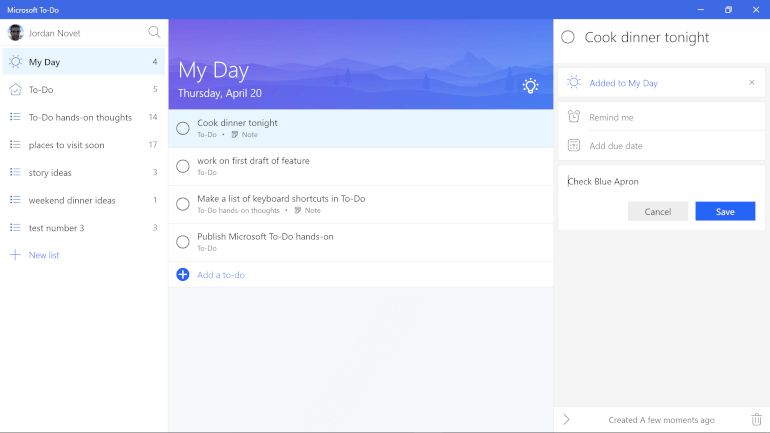 Microsoft To-Do
Jordan Novet
My Day 4
To-Do 5
To-Do hands-on thoughts 14
places to visit soon 17
story ideas 3
weekend dinner ideas 1
test number 3 3
New list
My Day
Thursday, April 20
Cook dinner tonight
To-Do • Note
work on first draft of feature
To-Do
Make a list of keyboard shortcuts in To-Do
To-Do hands-on thoughts • Note
Publish Microsoft To-Do hands-on
To-Do
Add a to-do
Cook dinner tonight
Added to My Day
Remind me
Add due date
Check Blue Apron
Cancel Save
Created A few moments ago